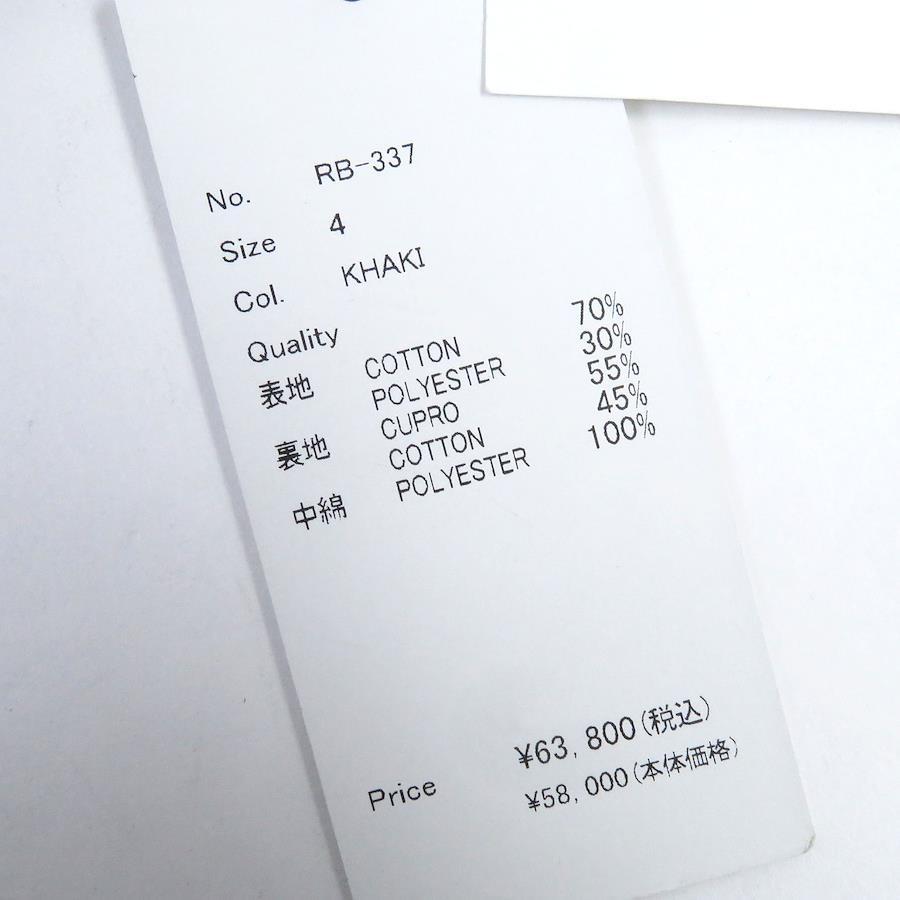 No. RB-337
Size 4
Col. KHAKI
Quality
表地 COTTON 70%
POLYESTER 30%
裏地 CUPRO 55%
COTTON 45%
中綿 POLYESTER 100%
Price ¥63,800(税込)
¥58,000(本体価格)